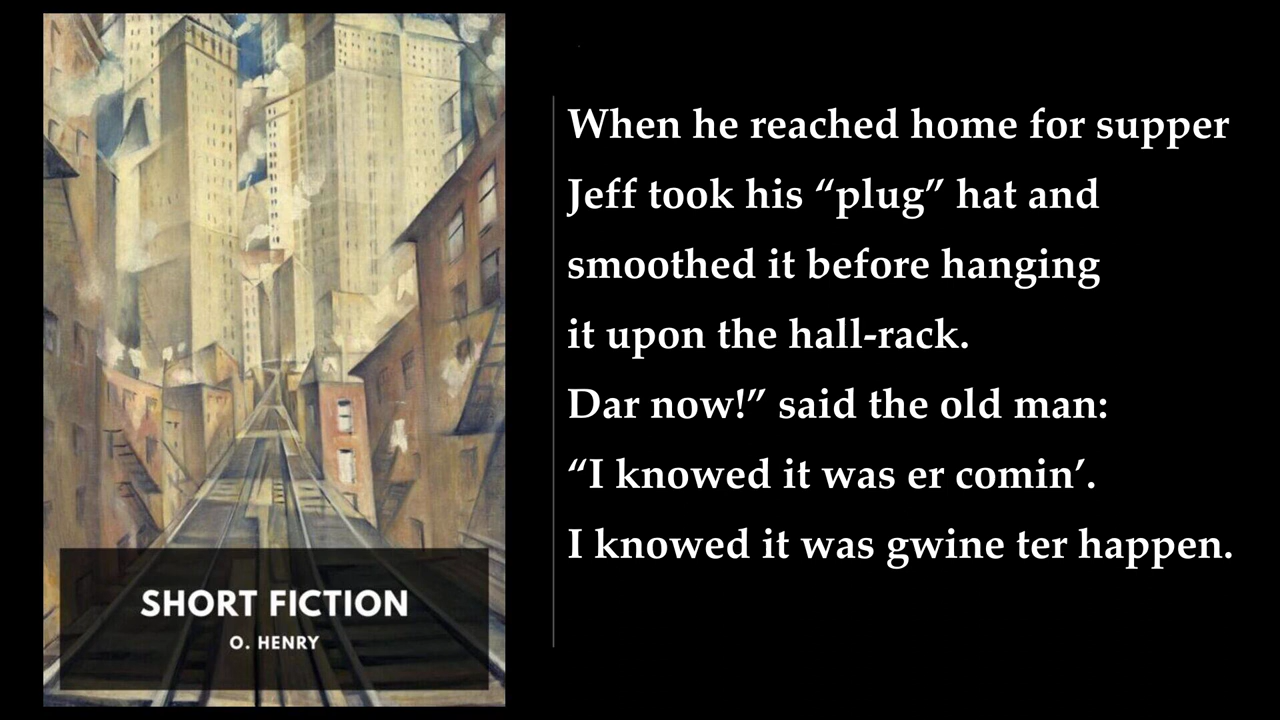 SHORT FICTION
O. HENRY
When he reached home for supper
Jeff took his “plug” hat and
smoothed it before hanging
it upon the hall-rack.
Dar now!” said the old man:
“I knowed it was er comin’.
I knowed it was gwine ter happen.